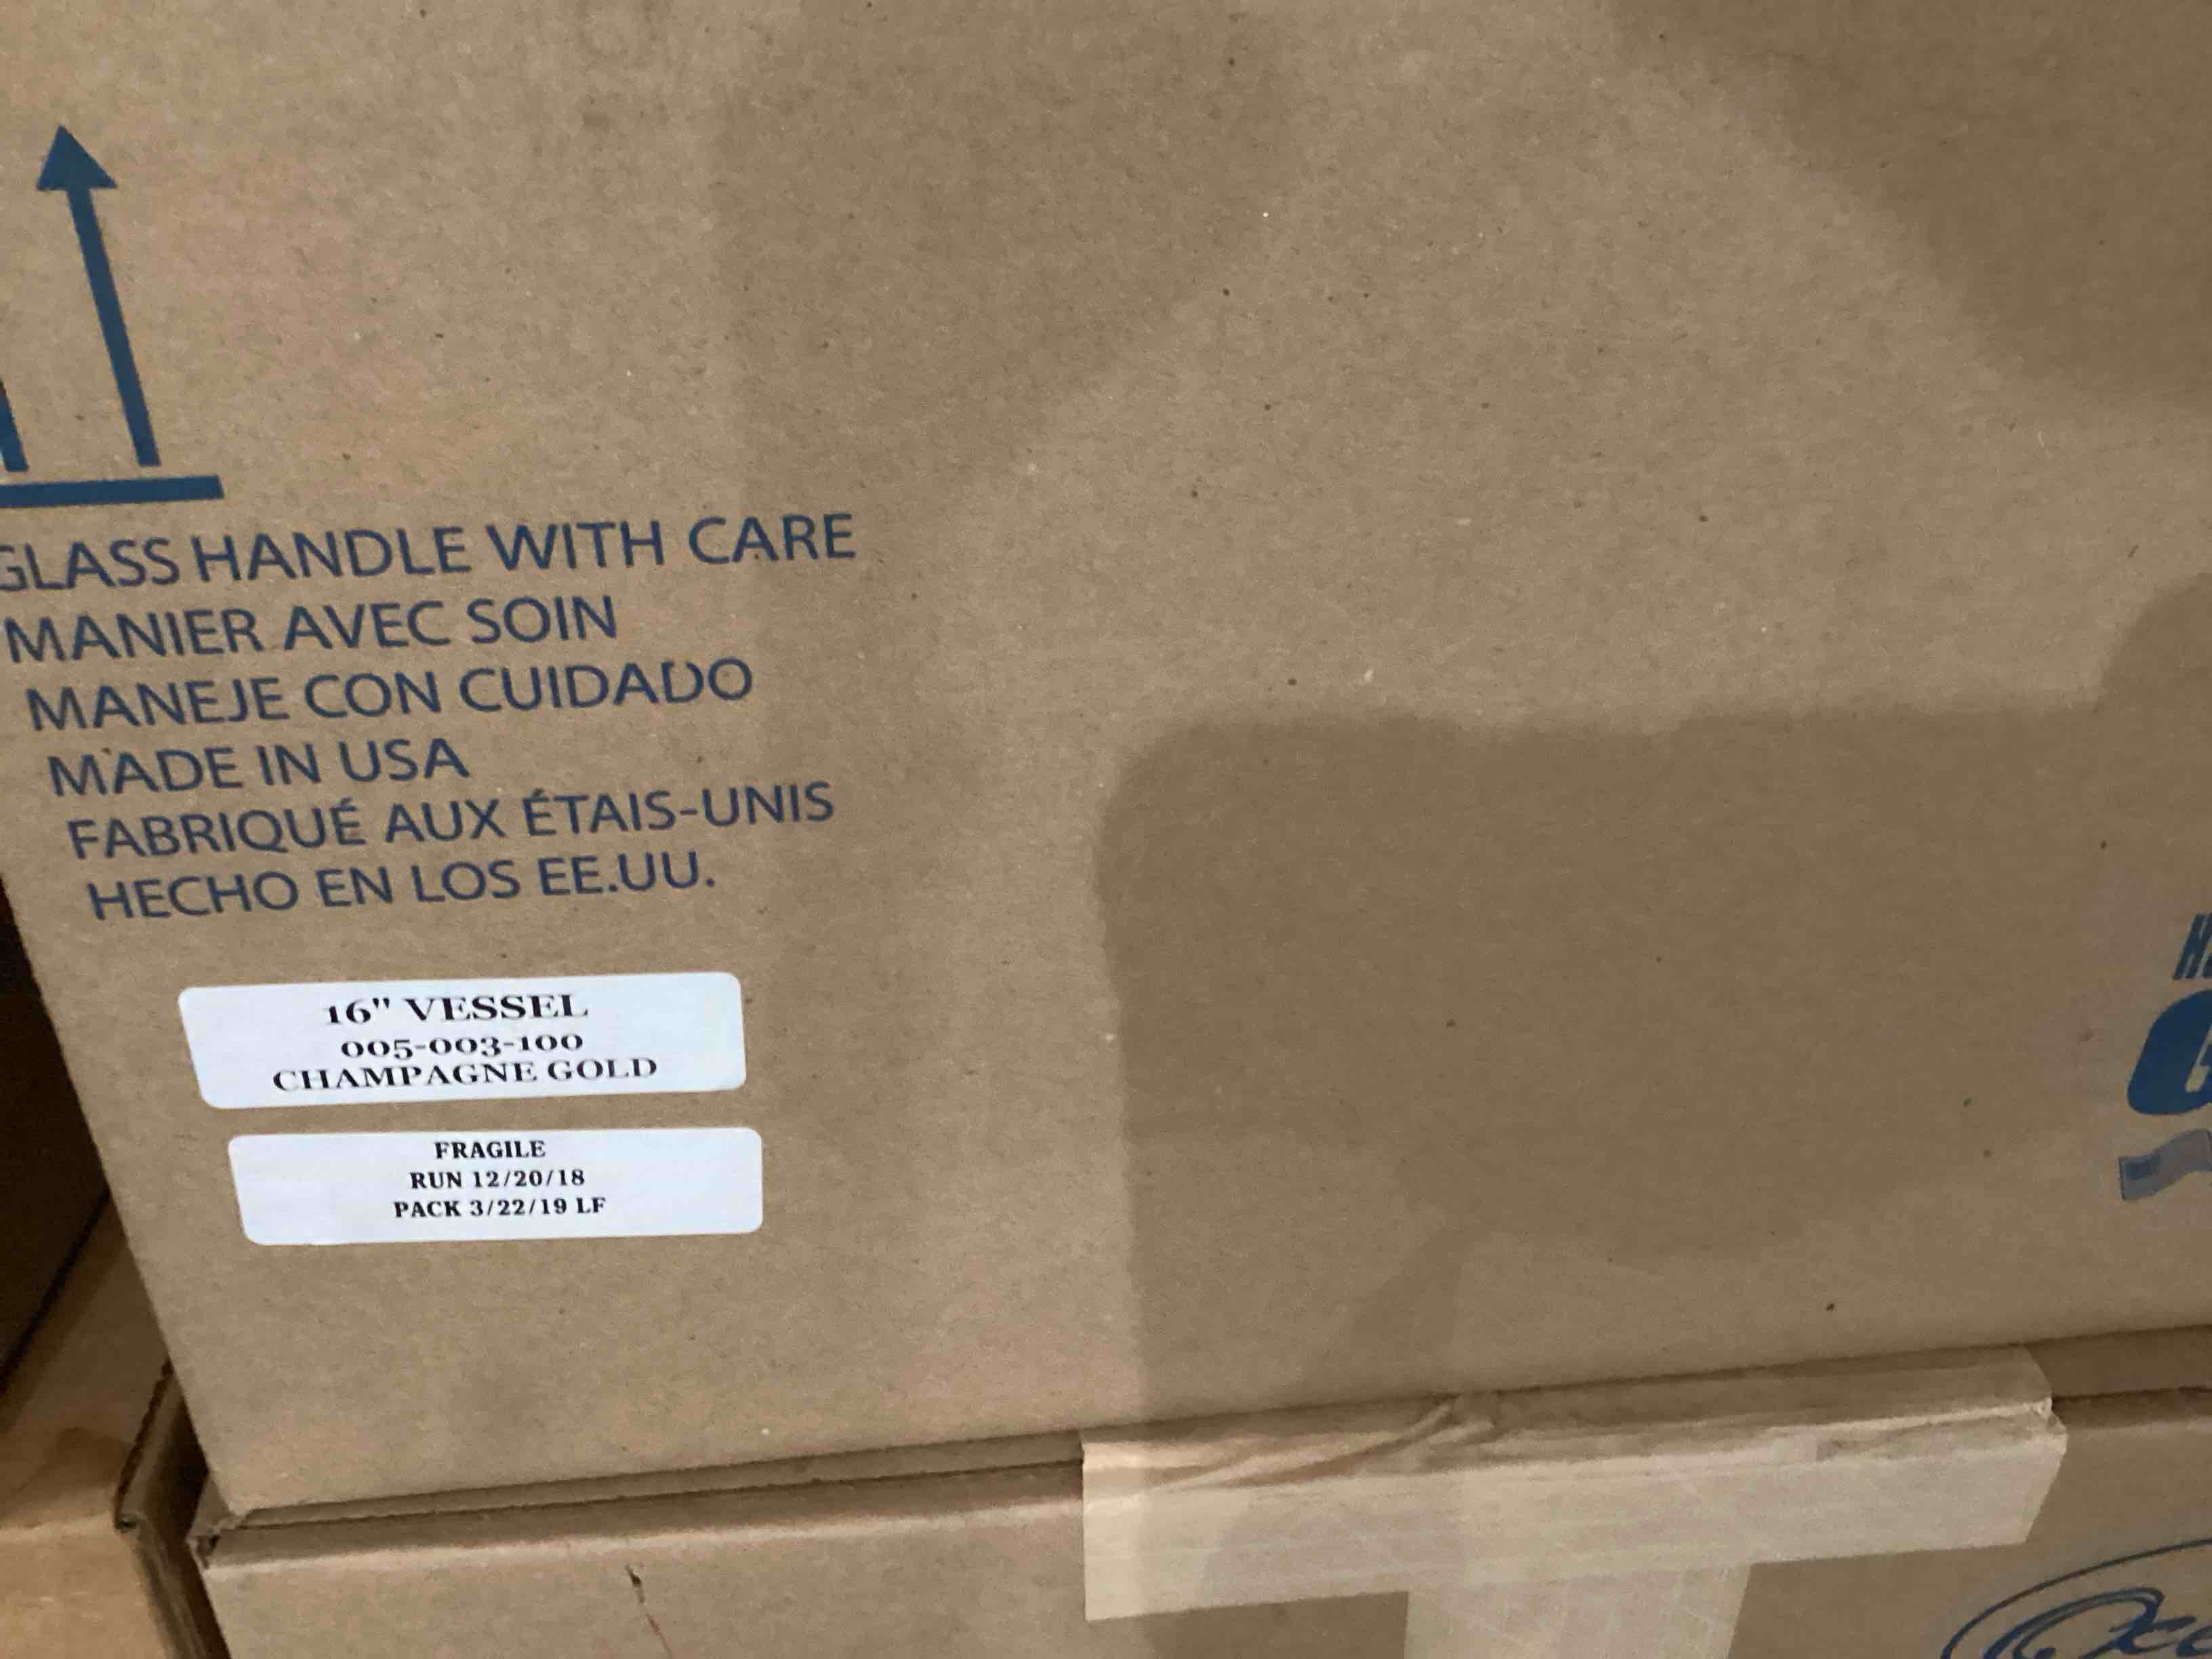 GLASS HANDLE WITH CARE
MANIER AVEC SOIN
MANEJE CON CUIDADO
MADE IN USA
FABRIQUÉ AUX ÉTAIS-UNIS
HECHO EN LOS EE.UU.
16" VESSEL
005-003-100
CHAMPAGNE GOLD
FRAGILE
RUN 12/20/18
PACK 3/22/19 LF